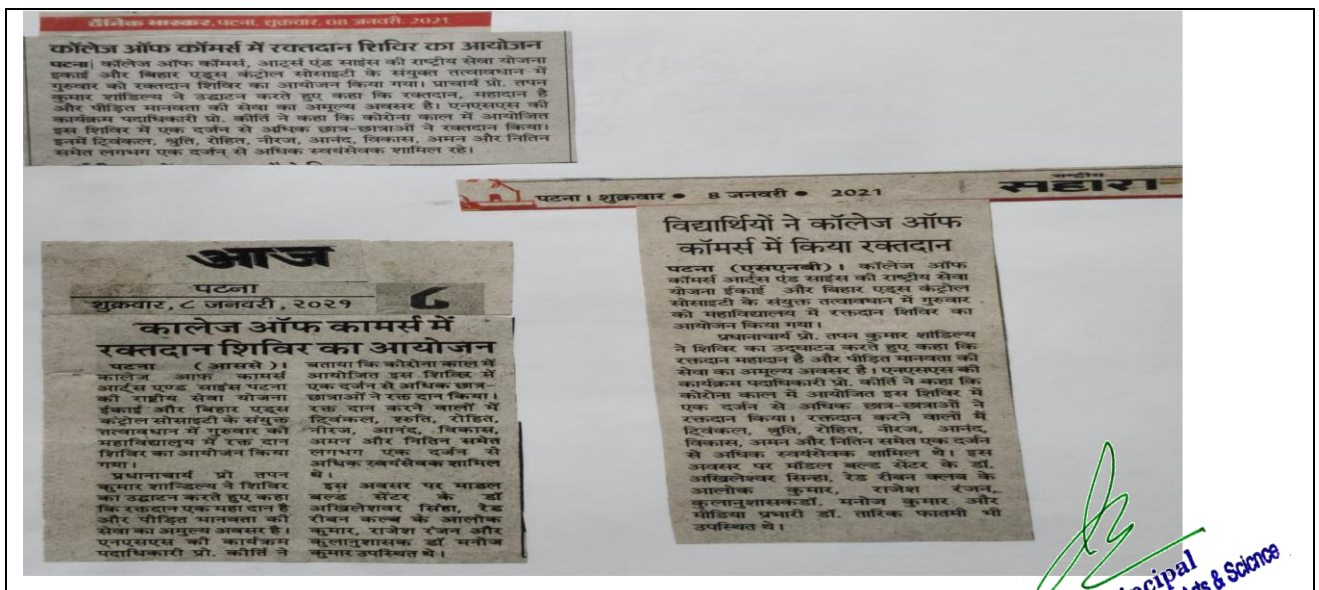 दैनिक भास्कर, पटना, शुक्रवार, 08 जनवरी, 2021
कॉलेज ऑफ कॉमर्स में रक्तदान शिविर का आयोजन
पटना| कॉलेज ऑफ कॉमर्स, आर्ट्स एंड साइंस की राष्ट्रीय सेवा योजना
इकाई और बिहार एड्स कंट्रोल सोसाइटी के संयुक्त तत्वावधान में
गुरुवार को रक्तदान शिविर का आयोजन किया गया। प्राचार्य प्रो. तपन
कुमार शांडिल्य ने उद्घाटन करते हुए कहा कि रक्तदान, महादान है
और पीड़ित मानवता की सेवा का अमूल्य अवसर है। एनएसएस की
कार्यक्रम पदाधिकारी प्रो. कीर्ति ने कहा कि कोरोना काल में आयोजित
इस शिविर में एक दर्जन से अधिक छात्र-छात्राओं ने रक्तदान किया।
इनमें ट्विंकल, श्रुति, रोहित, नीरज, आनंद, विकास, अमन और नितिन
समेत लगभग एक दर्जन से अधिक स्वयंसेवक शामिल रहे।
पटना । शुक्रवार ● 8 जनवरी ● 2021
राष्ट्रीय
सहारा
विद्यार्थियों ने कॉलेज ऑफ
कॉमर्स में किया रक्तदान
पटना (एसएनबी)। कॉलेज ऑफ
कॉमर्स आर्ट्स एंड साइंस की राष्ट्रीय सेवा
योजना ईकाई और बिहार एड्स कंट्रोल
सोसाइटी के संयुक्त तत्वावधान में गुरुवार
को महाविद्यालय में रक्तदान शिविर का
आयोजन किया गया।
प्रधानाचार्य प्रो. तपन कुमार शांडिल्य
ने शिविर का उद्घाटन करते हुए कहा कि
रक्तदान महादान है और पीड़ित मानवता की
सेवा का अमूल्य अवसर है। एनएसएस की
कार्यक्रम पदाधिकारी प्रो. कीर्ति ने कहा कि
कोरोना काल में आयोजित इस शिविर में
एक दर्जन से अधिक छात्र-छात्राओं ने
रक्तदान किया। रक्तदान करने वालों में
ट्विंकल, श्रुति, रोहित, नीरज, आनंद,
विकास, अमन और नितिन समेत एक दर्जन
से अधिक स्वयंसेवक शामिल थे। इस
अवसर पर मॉडल बल्ड सेंटर के डॉ.
अखिलेश्वर सिन्हा, रेड रीबन क्लब के
आलोक कुमार, राजेश रंजन,
कुलानुशासकडॉ. मनोज कुमार और
मीडिया प्रभारी डॉ. तारिक फातमी भी
उपस्थित थे।
आज
पटना
शुक्रवार, ८ जनवरी, २०२१
८
कालेज ऑफ कामर्स में
रक्तदान शिविर का आयोजन
पटना (आससे)।
कालेज आफ कामर्स
आर्ट्स एण्ड साइंस पटना
की राष्ट्रीय सेवा योजना
ईकाई और बिहार एड्स
कंट्रोल सोसाइटी के संयुक्त
तत्वावधान में गुरुवार को
महाविद्यालय में रक्त दान
शिविर का आयोजन किया
गया।
प्रधानाचार्य प्रो तपन
कुमार शान्डिल्य ने शिविर
का उद्घाटन करते हुए कहा
कि रक्तदान एक महा दान है
और पीड़ित मानवता की
सेवा का अमूल्य अवसर है।
एनएसएस की कार्यक्रम
पदाधिकारी प्रो. कीर्ति ने
बताया कि कोरोना काल में
आयोजित इस शिविर में
एक दर्जन से अधिक छात्र-
छात्राओं ने रक्त दान किया।
रक्त दान करने वालों में
ट्विंकल, श्रुति, रोहित,
नीरज, आनंद, विकास,
अमन और नितिन समेत
लगभग एक दर्जन से
अधिक स्वयंसेवक शामिल
थे।
इस अवसर पर माडल
बल्ड सेंटर के डॉ
अखिलेशवर सिंहा, रेड
रीबन कल्ब के आलोक
कुमार, राजेश रंजन और
कुलानुशासक डॉ मनोज
कुमार उपस्थित थे।
Arts & Science